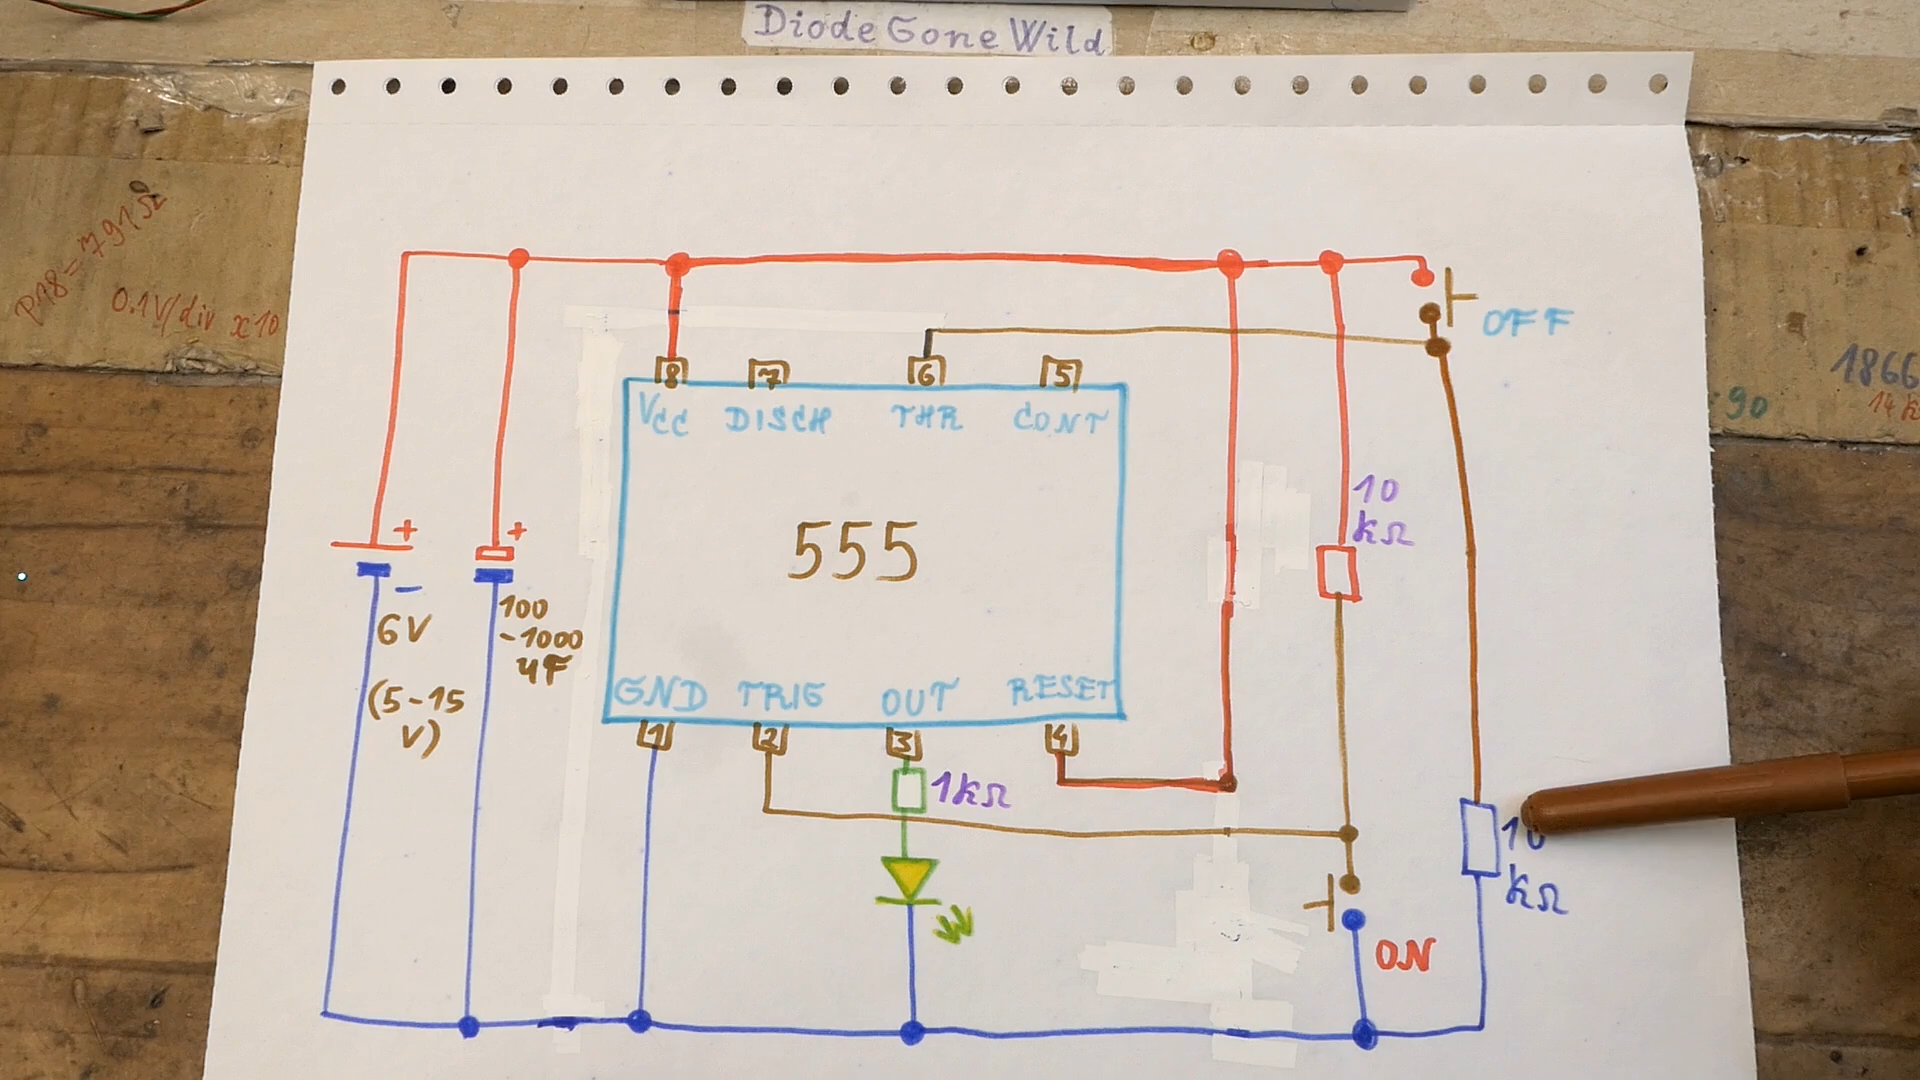 Diode Gone Wild
P18 = 791Ω
0.1V/div x10
OFF
1866
14k
90
8 7 6 5
VCC DISCH THR CONT
10
kΩ
+ +
555
-
6V
(5-15
V)
100
-1000
μF
GND TRIG OUT RESET
1 2 3 4
1kΩ
10
kΩ
ON